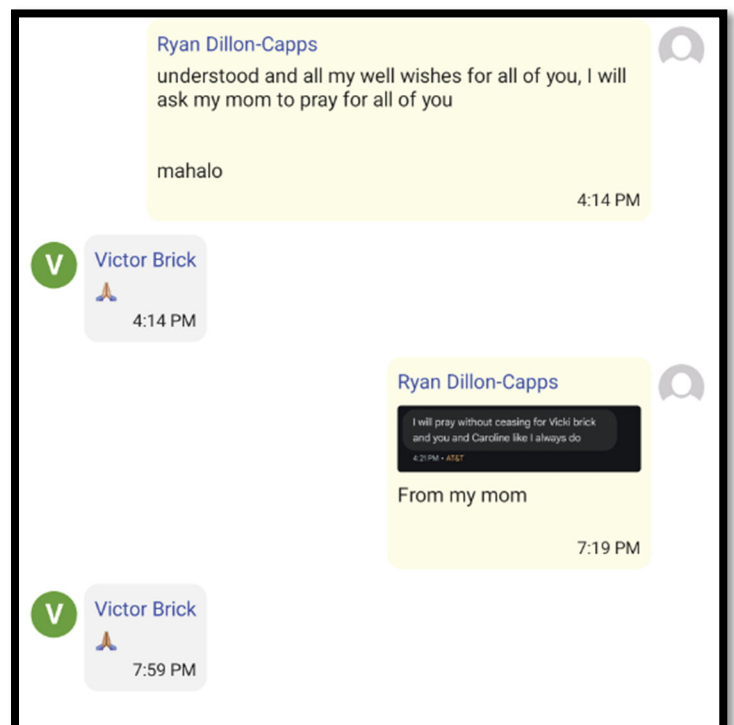 Ryan Dillon-Capps
understood and all my well wishes for all of you, I will
ask my mom to pray for all of you
mahalo
4:14 PM
V
Victor Brick
🙏🏼
4:14 PM
Ryan Dillon-Capps
I will pray without ceasing for Vicki brick
and you and Caroline like I always do
4:21 PM • AT&T
From my mom
7:19 PM
V
Victor Brick
🙏🏼
7:59 PM